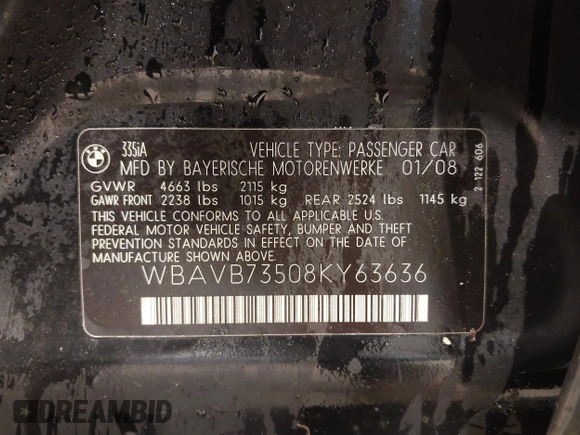 BMW
335iA VEHICLE TYPE: PASSENGER CAR
MFD BY BAYERISCHE MOTORENWERKE 01/08
GVWR 4663 lbs 2115 kg
GAWR FRONT 2238 lbs 1015 kg REAR 2524 lbs 1145 kg
THIS VEHICLE CONFORMS TO ALL APPLICABLE U.S.
FEDERAL MOTOR VEHICLE SAFETY, BUMPER AND THEFT
PREVENTION STANDARDS IN EFFECT ON THE DATE OF
MANUFACTURE SHOWN ABOVE.
WBAVB73508KY63636
2 122 606
DREAMBID